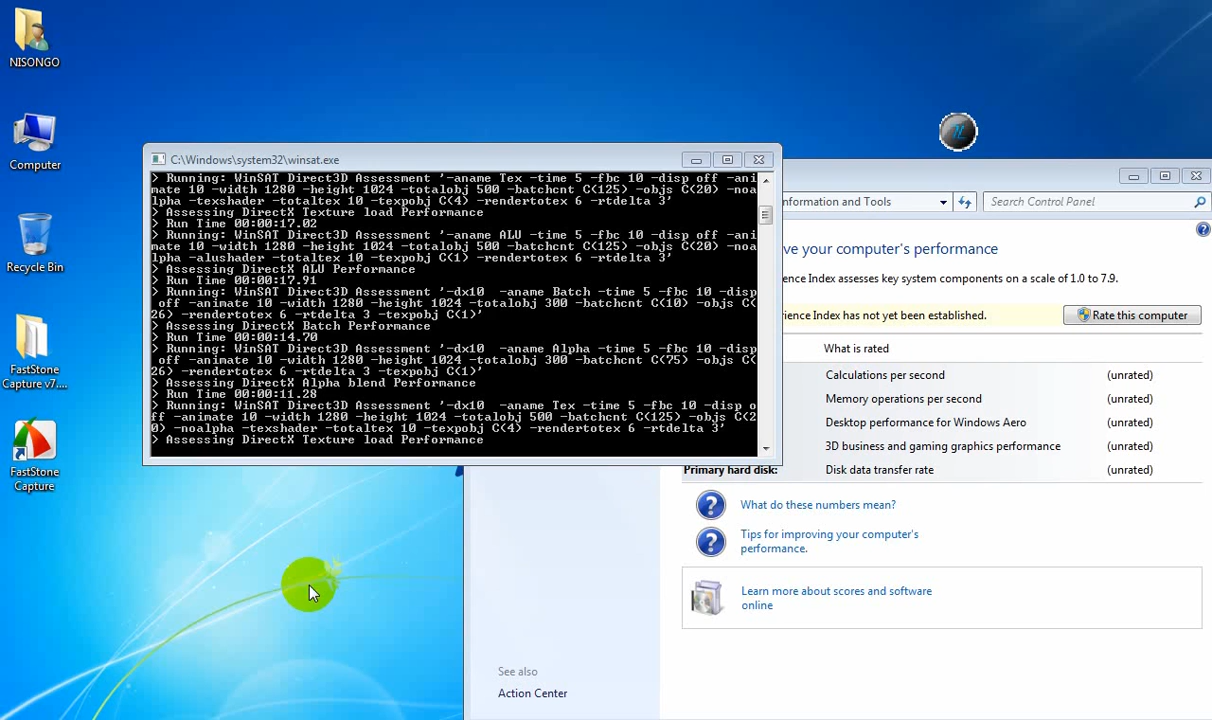 NISONGO
Computer
Recycle Bin
FastStone
Capture v7....
FastStone
Capture
C:\Windows\system32\winsat.exe
> Running: WinSAT Direct3D Assessment '-aname Tex -time 5 -fbc 10 -disp off -ani
mate 10 -width 1280 -height 1024 -totalobj 500 -batchcnt C(125) -objs C(20) -noa
lpha -texshader -totaltex 10 -texpobj C(4) -rendertotex 6 -rtdelta 3'
> Assessing DirectX Texture load Performance
> Run Time 00:00:17.02
> Running: WinSAT Direct3D Assessment '-aname ALU -time 5 -fbc 10 -disp off -ani
mate 10 -width 1280 -height 1024 -totalobj 500 -batchcnt C(125) -objs C(20) -noa
lpha -alushader -totaltex 10 -texpobj C(1) -rendertotex 6 -rtdelta 3'
> Assessing DirectX ALU Performance
> Run Time 00:00:17.91
> Running: WinSAT Direct3D Assessment '-dx10  -aname Batch -time 5 -fbc 10 -disp
 off -animate 10 -width 1280 -height 1024 -totalobj 300 -batchcnt C(10) -objs C(
26) -rendertotex 6 -rtdelta 3 -texpobj C(1)'
> Assessing DirectX Batch Performance
> Run Time 00:00:14.70
> Running: WinSAT Direct3D Assessment '-dx10  -aname Alpha -time 5 -fbc 10 -disp
 off -animate 10 -width 1280 -height 1024 -totalobj 300 -batchcnt C(75) -objs C(
26) -rendertotex 6 -rtdelta 3 -texpobj C(1)'
> Assessing DirectX Alpha blend Performance
> Run Time 00:00:11.28
> Running: WinSAT Direct3D Assessment '-dx10  -aname Tex -time 5 -fbc 10 -disp o
ff -animate 10 -width 1280 -height 1024 -totalobj 500 -batchcnt C(125) -objs C(2
0) -noalpha -texshader -totaltex 10 -texpobj C(4) -rendertotex 6 -rtdelta 3'
> Assessing DirectX Texture load Performance
nformation and Tools
Search Control Panel
ve your computer's performance
ence Index assesses key system components on a scale of 1.0 to 7.9.
rience Index has not yet been established.
Rate this computer
What is rated
Calculations per second (unrated)
Memory operations per second (unrated)
Desktop performance for Windows Aero (unrated)
3D business and gaming graphics performance (unrated)
Primary hard disk: Disk data transfer rate (unrated)
What do these numbers mean?
Tips for improving your computer's
performance.
Learn more about scores and software
online
See also
Action Center